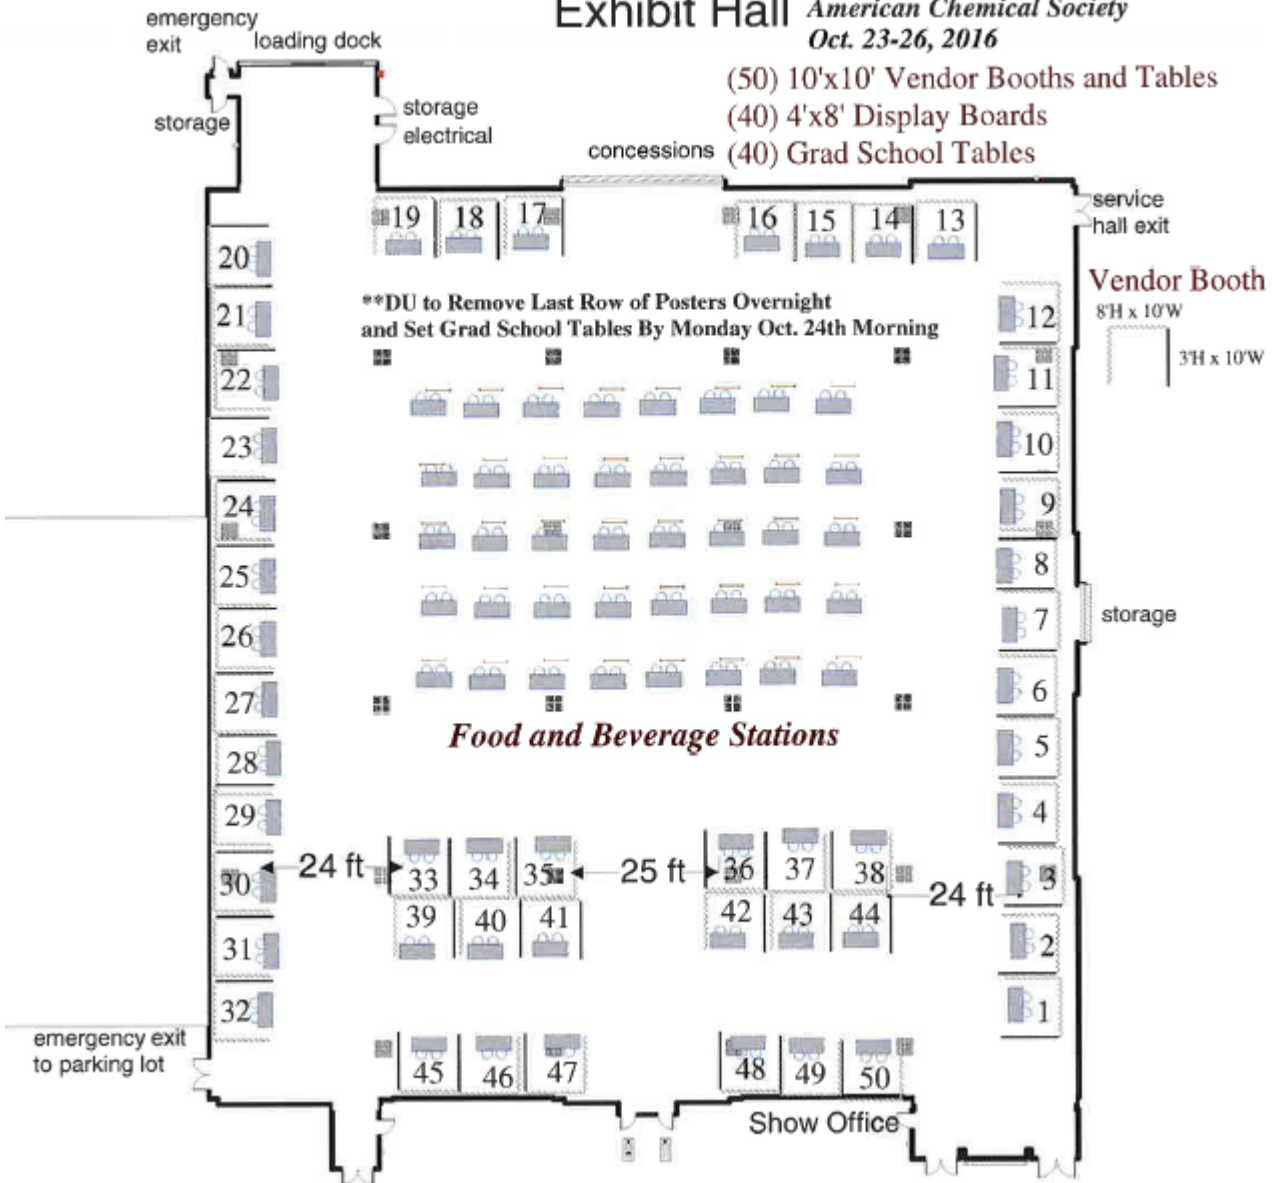 Exhibit Hall
American Chemical Society
Oct. 23-26, 2016
(50) 10'x10' Vendor Booths and Tables
(40) 4'x8' Display Boards
(40) Grad School Tables
emergency
exit
loading dock
storage
storage
electrical
concessions
service
hall exit
Vendor Booth
8'H x 10'W
3'H x 10'W
19 18 17 16 15 14 13
**DU to Remove Last Row of Posters Overnight
and Set Grad School Tables By Monday Oct. 24th Morning
20 12
21 11
22 10
23 9
24 8
25 7
26 6
27 5
28 4
29 3
30 2
31 1
32
storage
Food and Beverage Stations
24 ft 33 34 35 25 ft 36 37 38 24 ft
39 40 41 42 43 44
emergency exit
to parking lot
45 46 47 48 49 50
Show Office